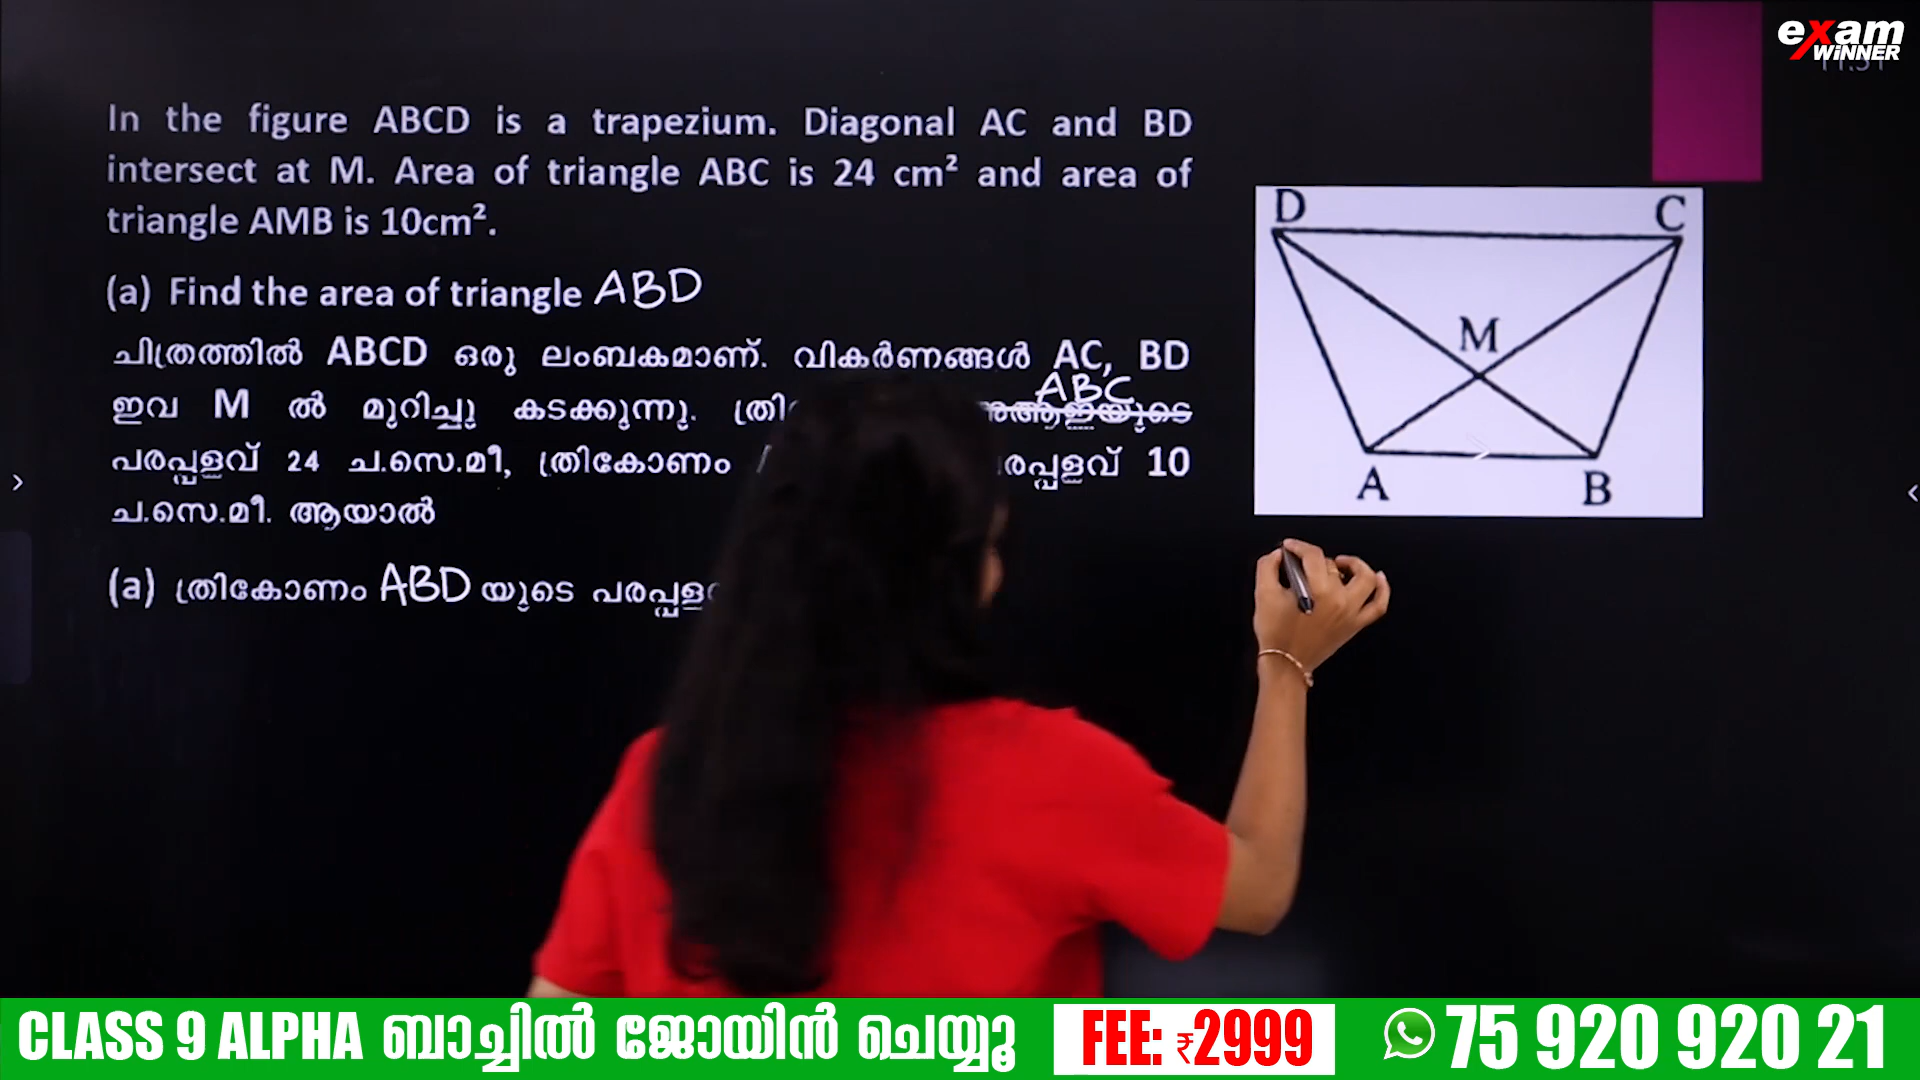 exam
WiNNER
In the figure ABCD is a trapezium. Diagonal AC and BD
intersect at M. Area of triangle ABC is 24 cm² and area of
triangle AMB is 10cm².
(a) Find the area of triangle ABD
ചിത്രത്തിൽ ABCD ഒരു ലംബകമാണ്. വികർണങ്ങൾ AC, BD
ABC
ഇവ M ൽ മുറിച്ചു കടക്കുന്നു.
പരപ്പളവ് 24 ച.സെ.മീ, ത്രികോണം 10
ച.സെ.മീ. ആയാൽ
(a) ത്രികോണം ABD യുടെ
D
C
M
A
B
CLASS 9 ALPHA ബാച്ചിൽ ജോയിൻ ചെയ്യൂ FEE: ₹2999 75 920 920 21